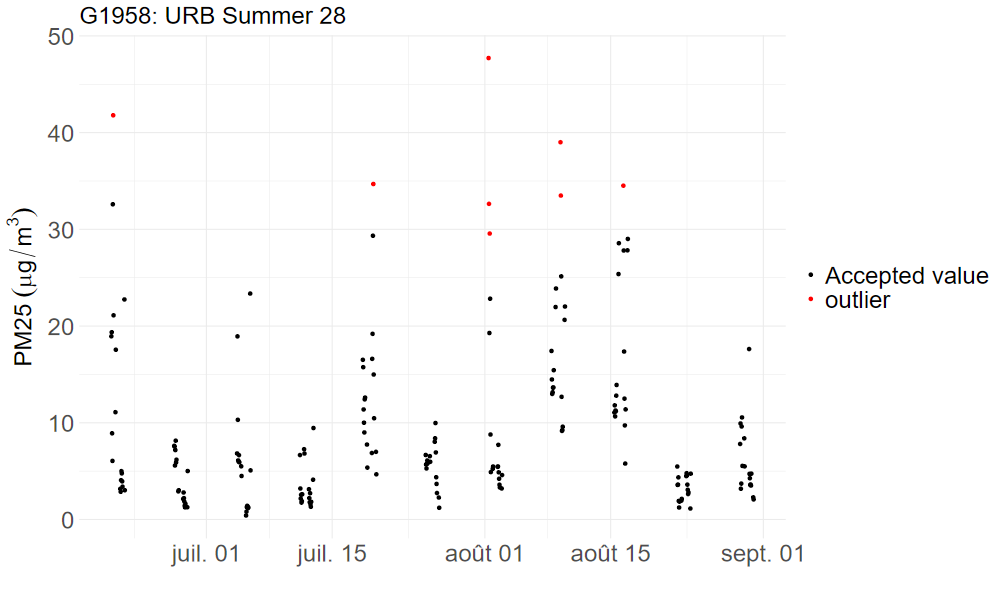 G1958: URB Summer 28
50
40
30
20
10
0
PM25 (μg/m³)
juil. 01
juil. 15
août 01
août 15
sept. 01
Accepted value
outlier